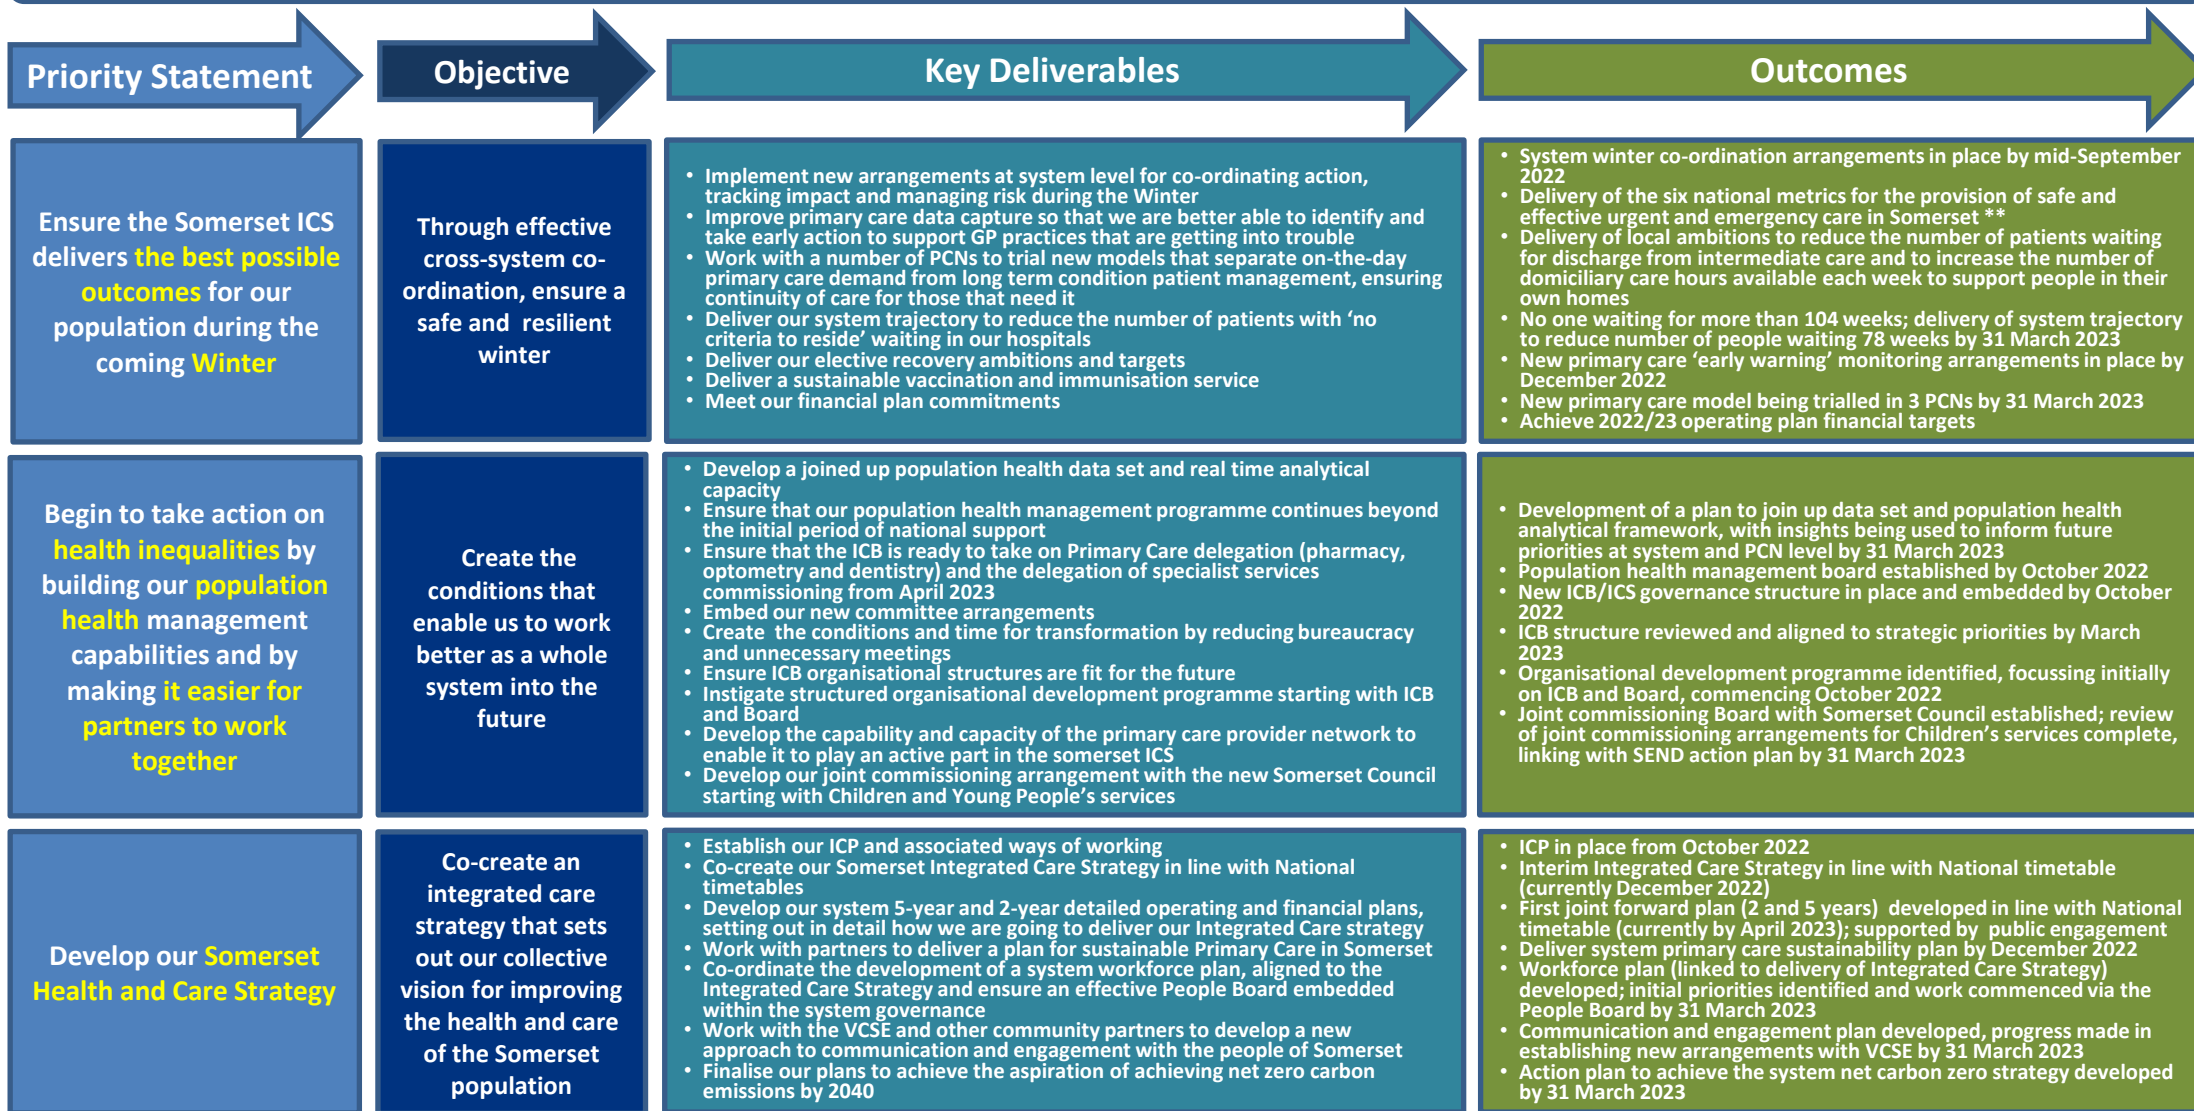 Priority Statement
Objective
Key Deliverables
Outcomes
Ensure the Somerset ICS
delivers the best possible
outcomes for our
population during the
coming Winter
Through effective
cross-system co-
ordination, ensure a
safe and resilient
winter
• Implement new arrangements at system level for co-ordinating action,
tracking impact and managing risk during the Winter
• Improve primary care data capture so that we are better able to identify and
take early action to support GP practices that are getting into trouble
• Work with a number of PCNs to trial new models that separate on-the-day
primary care demand from long term condition patient management, ensuring
continuity of care for those that need it
• Deliver our system trajectory to reduce the number of patients with ‘no
criteria to reside’ waiting in our hospitals
• Deliver our elective recovery ambitions and targets
• Deliver a sustainable vaccination and immunisation service
• Meet our financial plan commitments
• System winter co-ordination arrangements in place by mid-September
2022
• Delivery of the six national metrics for the provision of safe and
effective urgent and emergency care in Somerset **
• Delivery of local ambitions to reduce the number of patients waiting
for discharge from intermediate care and to increase the number of
domiciliary care hours available each week to support people in their
own homes
• No one waiting for more than 104 weeks; delivery of system trajectory
to reduce number of people waiting 78 weeks by 31 March 2023
• New primary care ‘early warning’ monitoring arrangements in place by
December 2022
• New primary care model being trialled in 3 PCNs by 31 March 2023
• Achieve 2022/23 operating plan financial targets
Begin to take action on
health inequalities by
building our population
health management
capabilities and by
making it easier for
partners to work
together
Create the
conditions that
enable us to work
better as a whole
system into the
future
• Develop a joined up population health data set and real time analytical
capacity
• Ensure that our population health management programme continues beyond
the initial period of national support
• Ensure that the ICB is ready to take on Primary Care delegation (pharmacy,
optometry and dentistry) and the delegation of specialist services
commissioning from April 2023
• Embed our new committee arrangements
• Create the conditions and time for transformation by reducing bureaucracy
and unnecessary meetings
• Ensure ICB organisational structures are fit for the future
• Instigate structured organisational development programme starting with ICB
and Board
• Develop the capability and capacity of the primary care provider network to
enable it to play an active part in the somerset ICS
• Develop our joint commissioning arrangement with the new Somerset Council
starting with Children and Young People’s services
• Development of a plan to join up data set and population health
analytical framework, with insights being used to inform future
priorities at system and PCN level by 31 March 2023
• Population health management board established by October 2022
• New ICB/ICS governance structure in place and embedded by October
2022
• ICB structure reviewed and aligned to strategic priorities by March
2023
• Organisational development programme identified, focussing initially
on ICB and Board, commencing October 2022
• Joint commissioning Board with Somerset Council established; review
of joint commissioning arrangements for Children’s services complete,
linking with SEND action plan by 31 March 2023
Develop our Somerset
Health and Care Strategy
Co-create an
integrated care
strategy that sets
out our collective
vision for improving
the health and care
of the Somerset
population
• Establish our ICP and associated ways of working
• Co-create our Somerset Integrated Care Strategy in line with National
timetables
• Develop our system 5-year and 2-year detailed operating and financial plans,
setting out in detail how we are going to deliver our Integrated Care strategy
• Work with partners to deliver a plan for sustainable Primary Care in Somerset
• Co-ordinate the development of a system workforce plan, aligned to the
Integrated Care Strategy and ensure an effective People Board embedded
within the system governance
• Work with the VCSE and other community partners to develop a new
approach to communication and engagement with the people of Somerset
• Finalise our plans to achieve the aspiration of achieving net zero carbon
emissions by 2040
• ICP in place from October 2022
• Interim Integrated Care Strategy in line with National timetable
(currently December 2022)
• First joint forward plan (2 and 5 years) developed in line with National
timetable (currently by April 2023); supported by public engagement
• Deliver system primary care sustainability plan by December 2022
• Workforce plan (linked to delivery of Integrated Care Strategy)
developed; initial priorities identified and work commenced via the
People Board by 31 March 2023
• Communication and engagement plan developed, progress made in
establishing new arrangements with VCSE by 31 March 2023
• Action plan to achieve the system net carbon zero strategy developed
by 31 March 2023